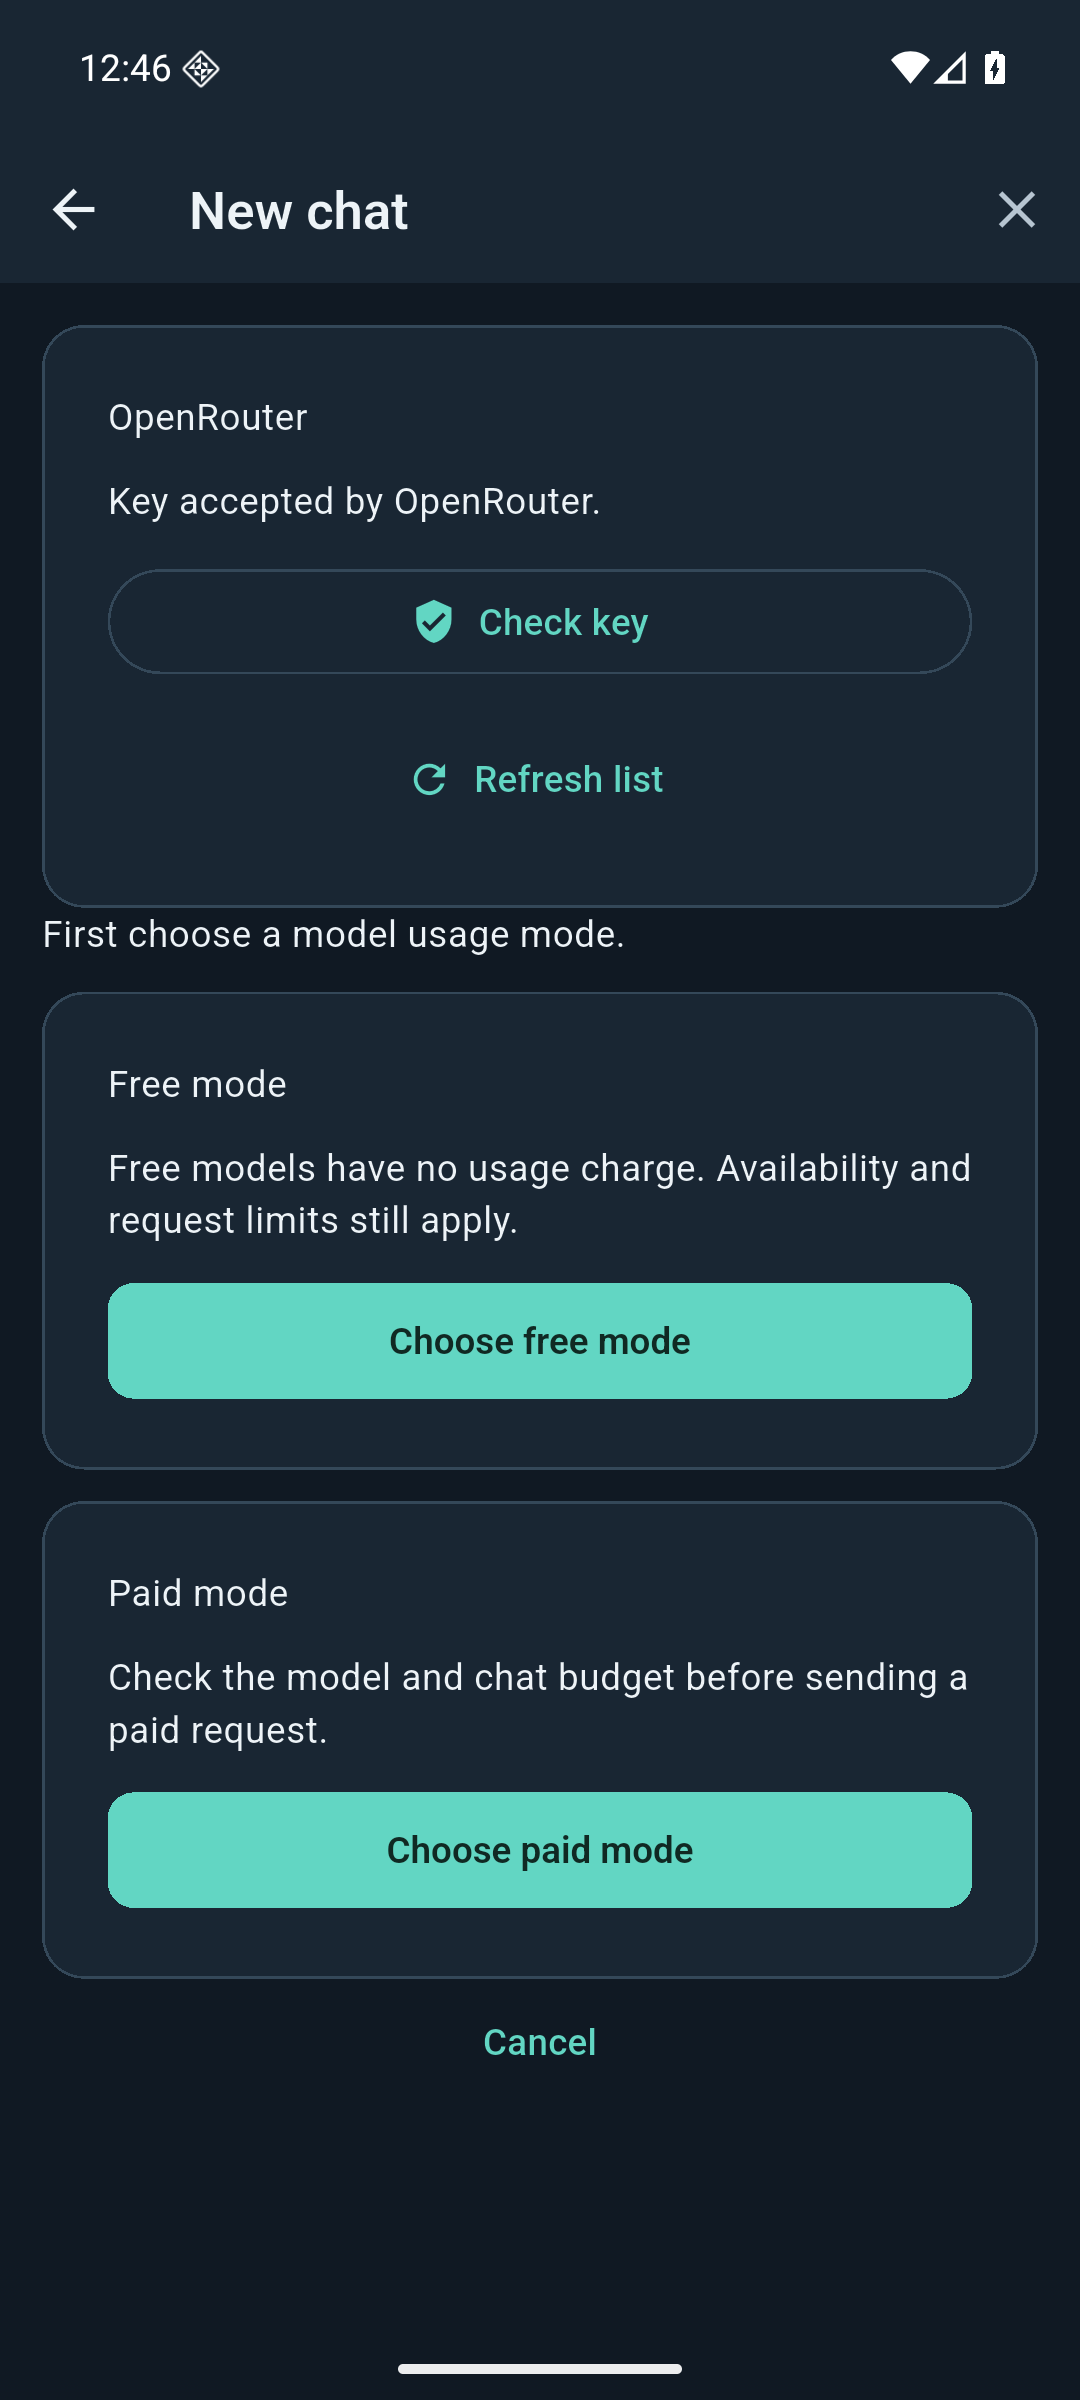 12:46
New chat
OpenRouter
Key accepted by OpenRouter.
Check key
Refresh list
First choose a model usage mode.
Free mode
Free models have no usage charge. Availability and
request limits still apply.
Choose free mode
Paid mode
Check the model and chat budget before sending a
paid request.
Choose paid mode
Cancel